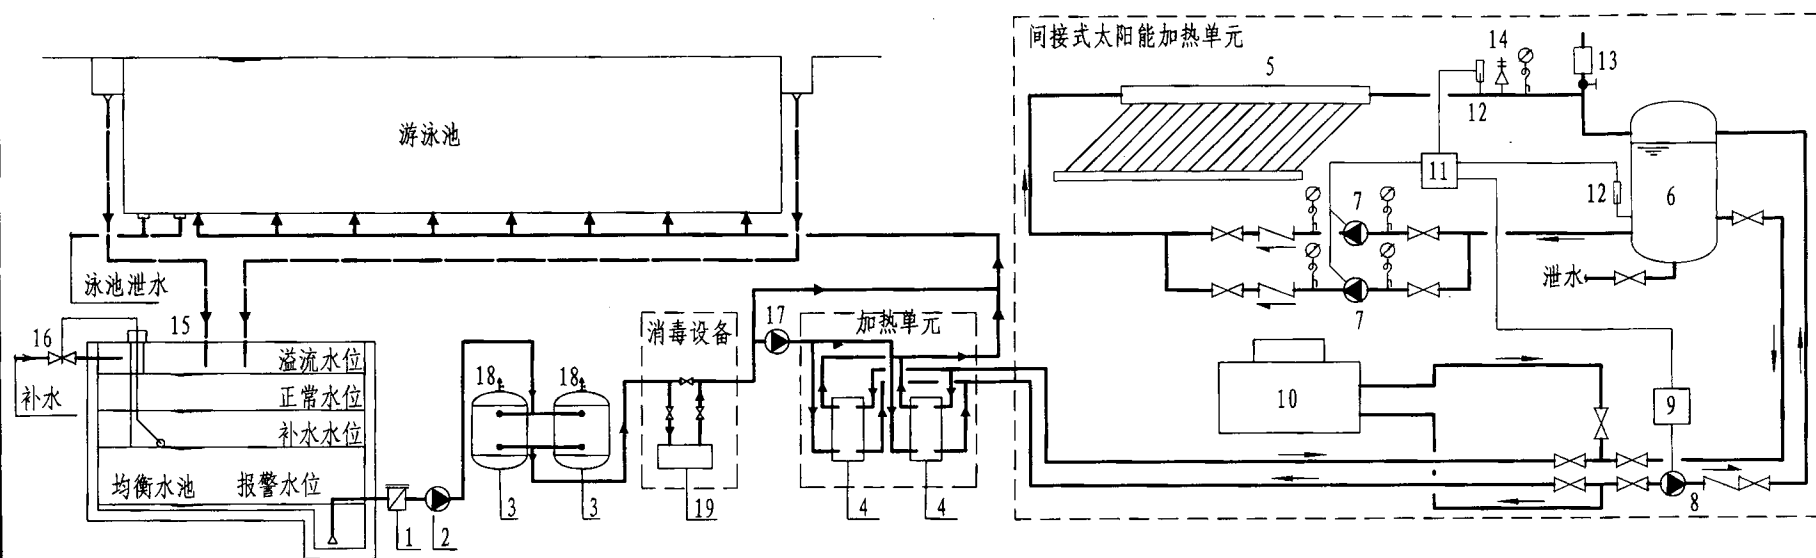 间接式太阳能加热单元
14
13
5
12
游泳池
11
12
7
6
泳池泄水
泄水
7
15
16
17
消毒设备
加热单元
溢流水位
18
18
补水
正常水位
10
9
补水水位
均衡水池
报警水位
8
1
2
3
3
19
4
4